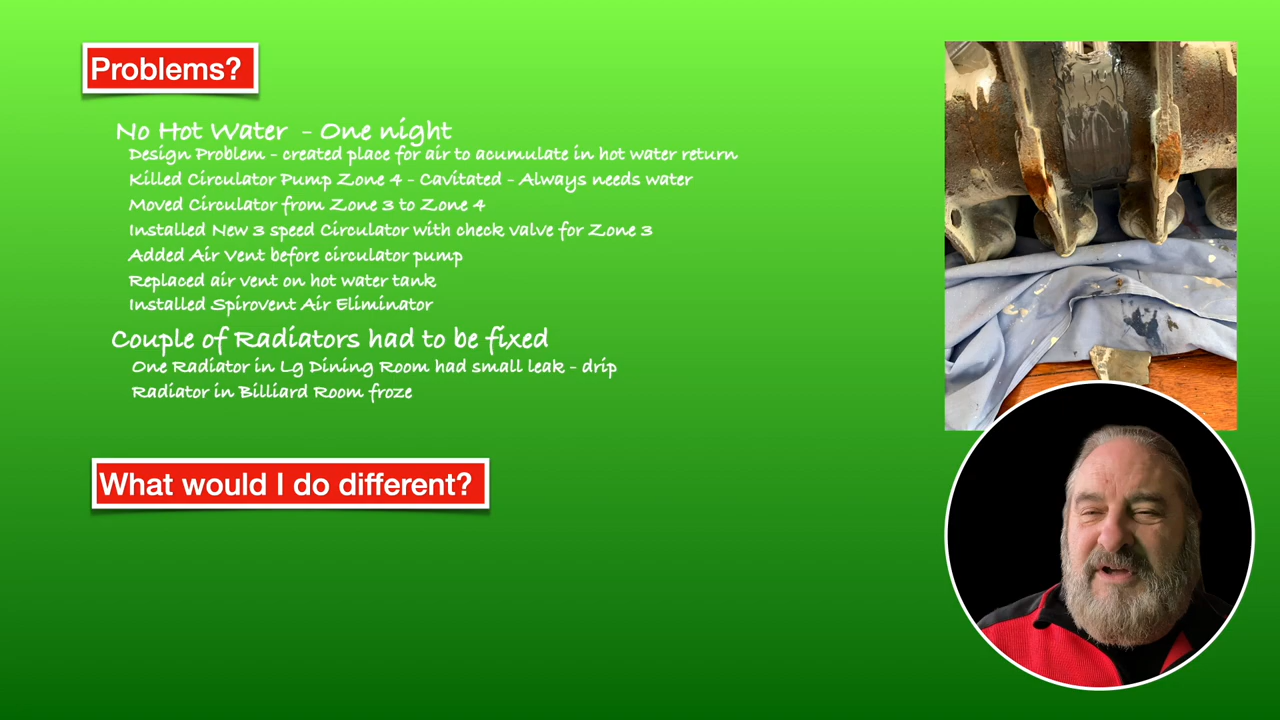 Problems?
No Hot Water - One night
Design Problem - created place for air to acumulate in hot water return
Killed Circulator Pump Zone 4 - Cavitated - Always needs water
Moved Circulator from Zone 3 to Zone 4
Installed New 3 speed Circulator with check valve for Zone 3
Added Air Vent before circulator pump
Replaced air vent on hot water tank
Installed Spirovent Air Eliminator
Couple of Radiators had to be fixed
One Radiator in Lg Dining Room had small leak - drip
Radiator in Billiard Room froze
What would I do different?